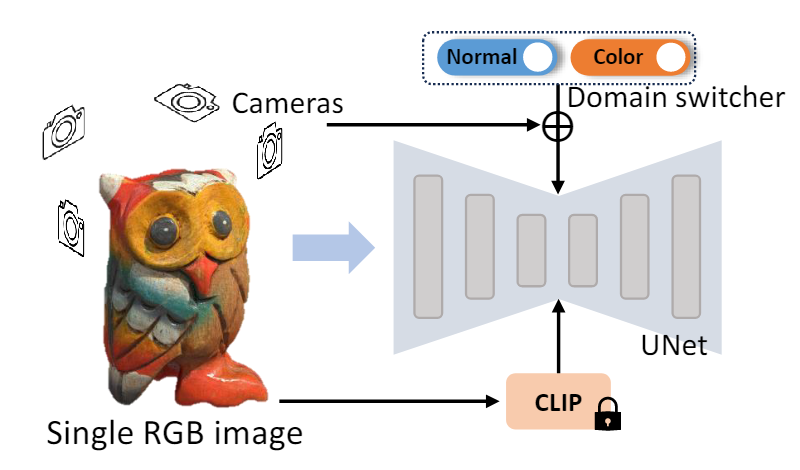 Normal
Color
Cameras
Domain switcher
UNet
CLIP
Single RGB image